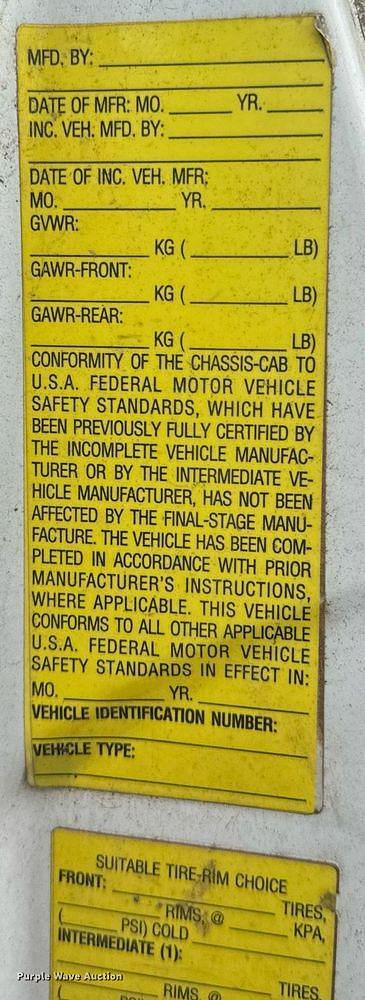 MFD. BY:
DATE OF MFR: MO. YR.
INC. VEH. MFD. BY:
DATE OF INC. VEH. MFR:
MO. YR.
GVWR:
KG ( LB)
GAWR-FRONT:
KG ( LB)
GAWR-REAR:
KG ( LB)
CONFORMITY OF THE CHASSIS-CAB TO
U.S.A. FEDERAL MOTOR VEHICLE
SAFETY STANDARDS, WHICH HAVE
BEEN PREVIOUSLY FULLY CERTIFIED BY
THE INCOMPLETE VEHICLE MANUFAC-
TURER OR BY THE INTERMEDIATE VE-
HICLE MANUFACTURER, HAS NOT BEEN
AFFECTED BY THE FINAL-STAGE MANU-
FACTURE. THE VEHICLE HAS BEEN COM-
PLETED IN ACCORDANCE WITH PRIOR
MANUFACTURER'S INSTRUCTIONS,
WHERE APPLICABLE. THIS VEHICLE
CONFORMS TO ALL OTHER APPLICABLE
U.S.A. FEDERAL MOTOR VEHICLE
SAFETY STANDARDS IN EFFECT IN:
MO. YR.
VEHICLE IDENTIFICATION NUMBER:
VEHICLE TYPE:
SUITABLE TIRE-RIM CHOICE
FRONT: TIRES,
RIMS, @ KPA,
( PSI) COLD
INTERMEDIATE (1):
TIRES,
RIMS, @
Purple Wave Auction